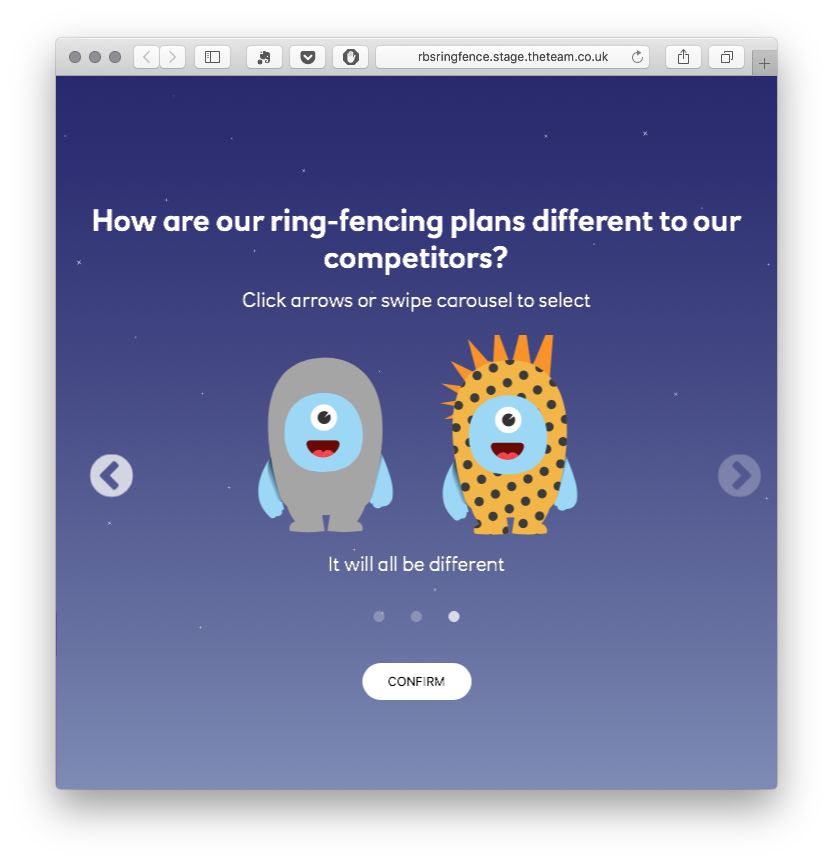 rbsringfence.stage.theteam.co.uk
How are our ring-fencing plans different to our
competitors?
Click arrows or swipe carousel to select
It will all be different
CONFIRM